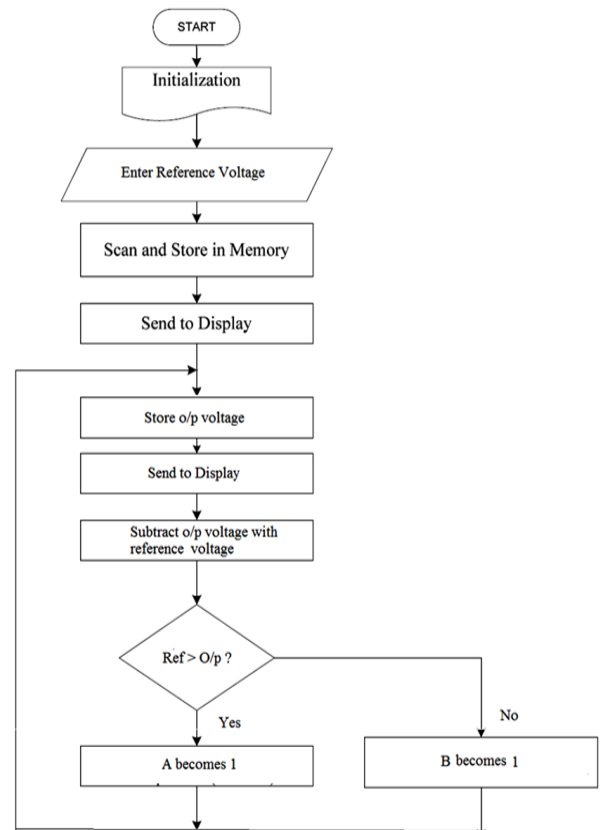 START
Initialization
Enter Reference Voltage
Scan and Store in Memory
Send to Display
Store o/p voltage
Send to Display
Subtract o/p voltage with
reference voltage
Ref > O/p ?
Yes
No
A becomes 1
B becomes 1